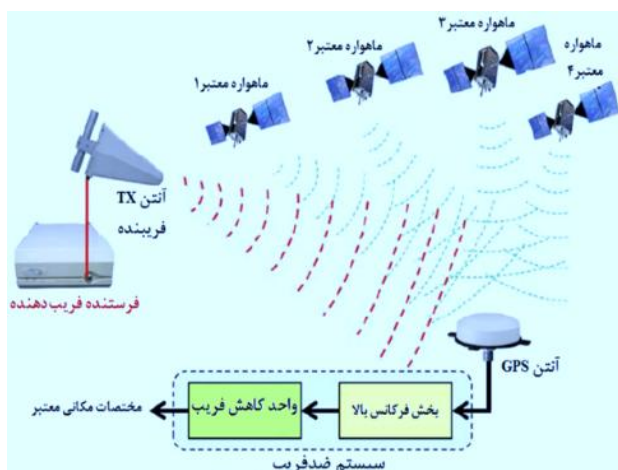 ماهواره معتبر۱
ماهواره معتبر۲
ماهواره معتبر۳
ماهواره
معتبر۴
آنتن TX
فریبنده
فرستنده فریب‌دهنده
آنتن GPS
بخش فرکانس بالا
واحد کاهش فریب
مختصات مکانی معتبر
سیستم ضدفریب